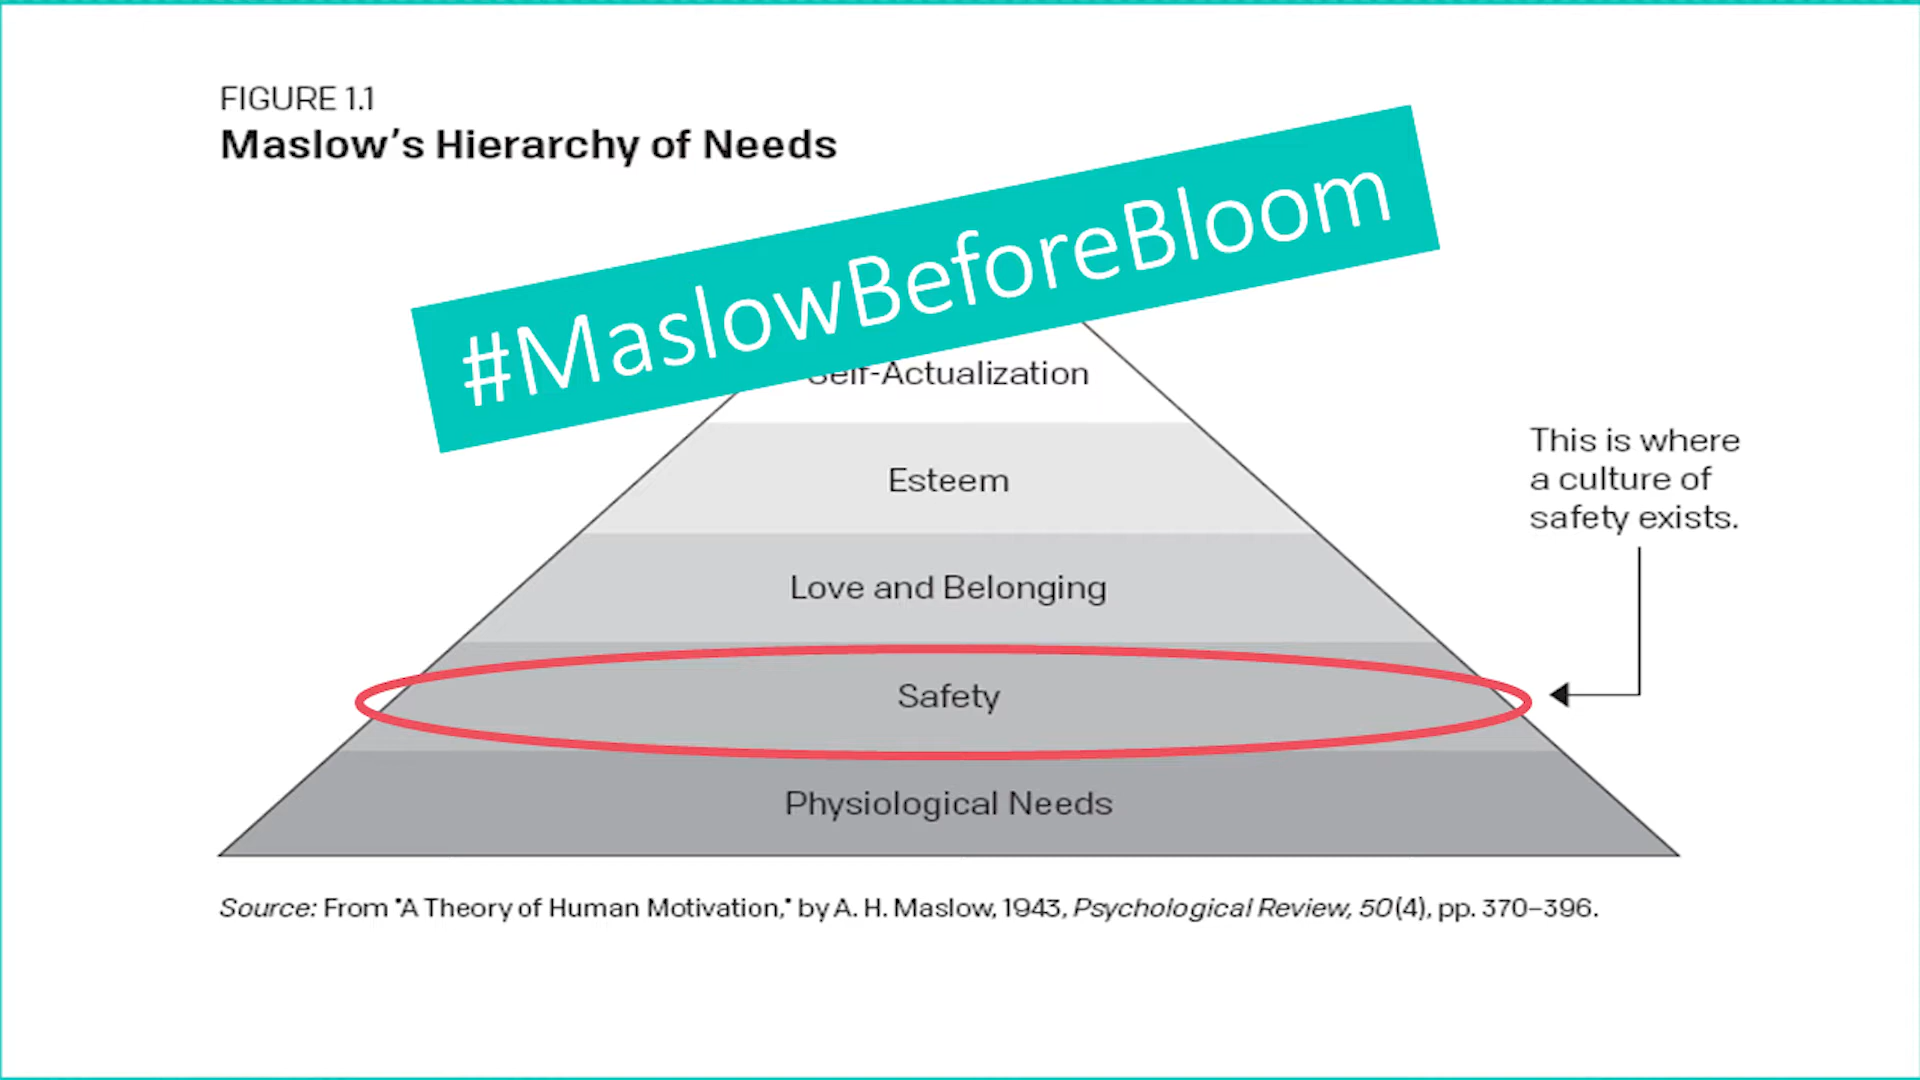 FIGURE 1.1
Maslow's Hierarchy of Needs
#MaslowBeforeBloom
Self-Actualization
Esteem
Love and Belonging
Safety
Physiological Needs
This is where
a culture of
safety exists.
Source: From "A Theory of Human Motivation," by A. H. Maslow, 1943, Psychological Review, 50(4), pp. 370–396.